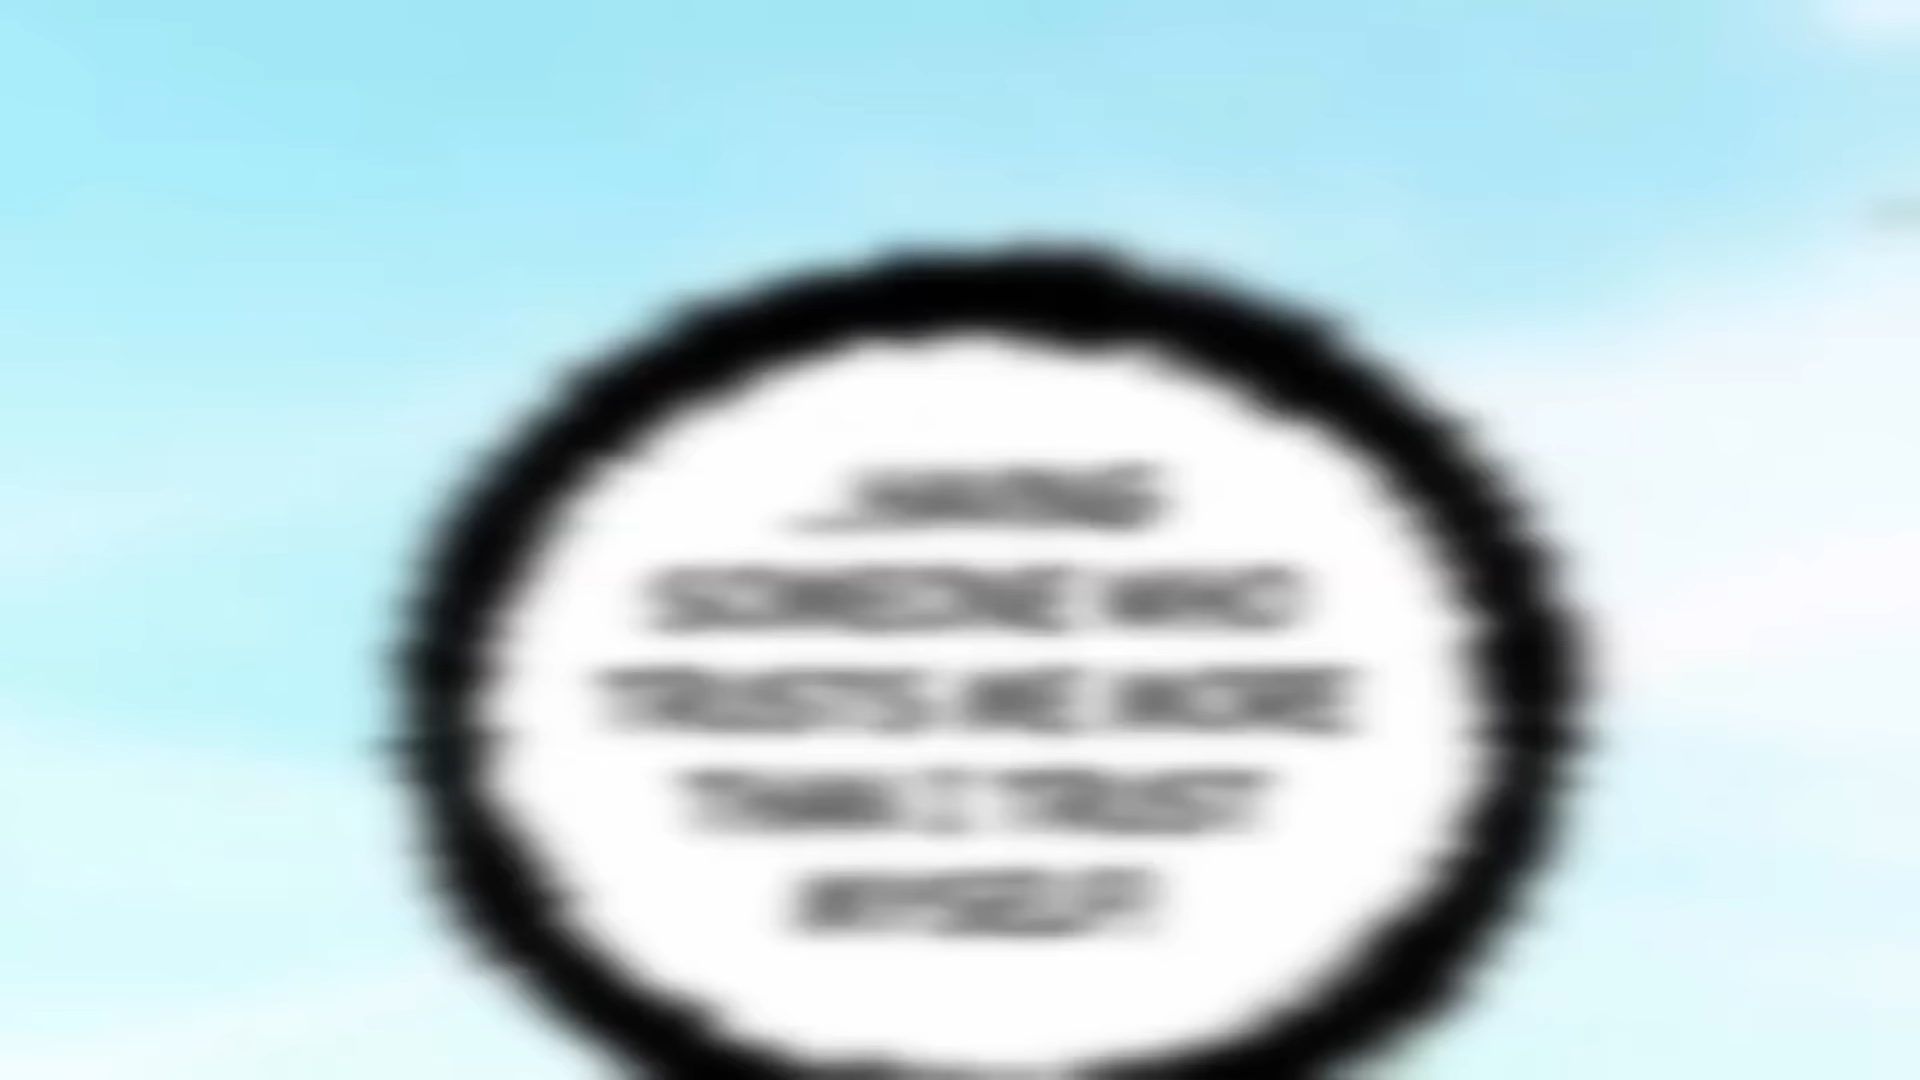 ...HAVING
SOMEONE WHO
TRUSTS ME MORE
THAN I TRUST
MYSELF.